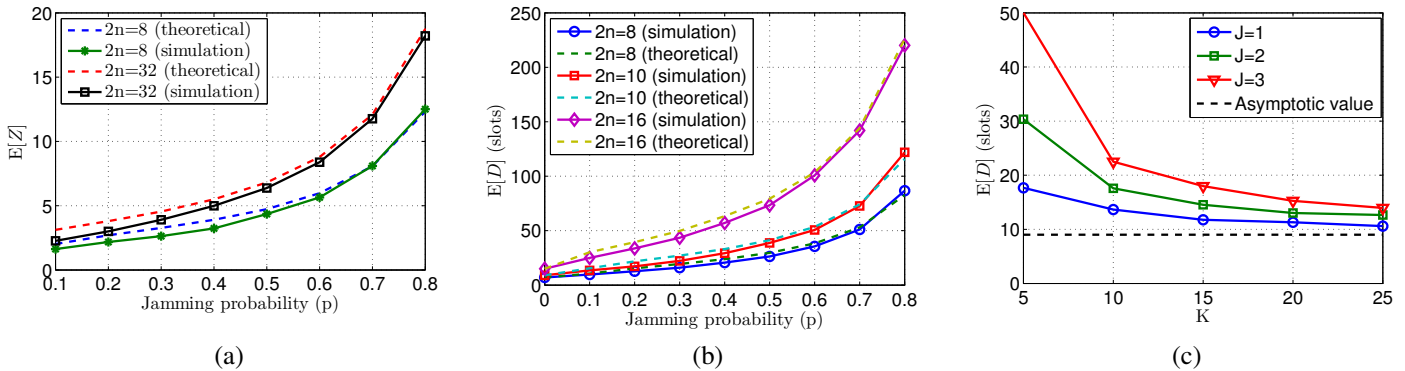 20
15
10
5
0
E[Z]
2n=8 (theoretical)
2n=8 (simulation)
2n=32 (theoretical)
2n=32 (simulation)
0.1 0.2 0.3 0.4 0.5 0.6 0.7 0.8
Jamming probability (p)
(a)
250
200
150
100
50
0
E[D] (slots)
2n=8 (simulation)
2n=8 (theoretical)
2n=10 (simulation)
2n=10 (theoretical)
2n=16 (simulation)
2n=16 (theoretical)
0 0.1 0.2 0.3 0.4 0.5 0.6 0.7 0.8
Jamming probability (p)
(b)
50
40
30
20
10
0
E[D] (slots)
J=1
J=2
J=3
Asymptotic value
5 10 15 20 25
K
(c)